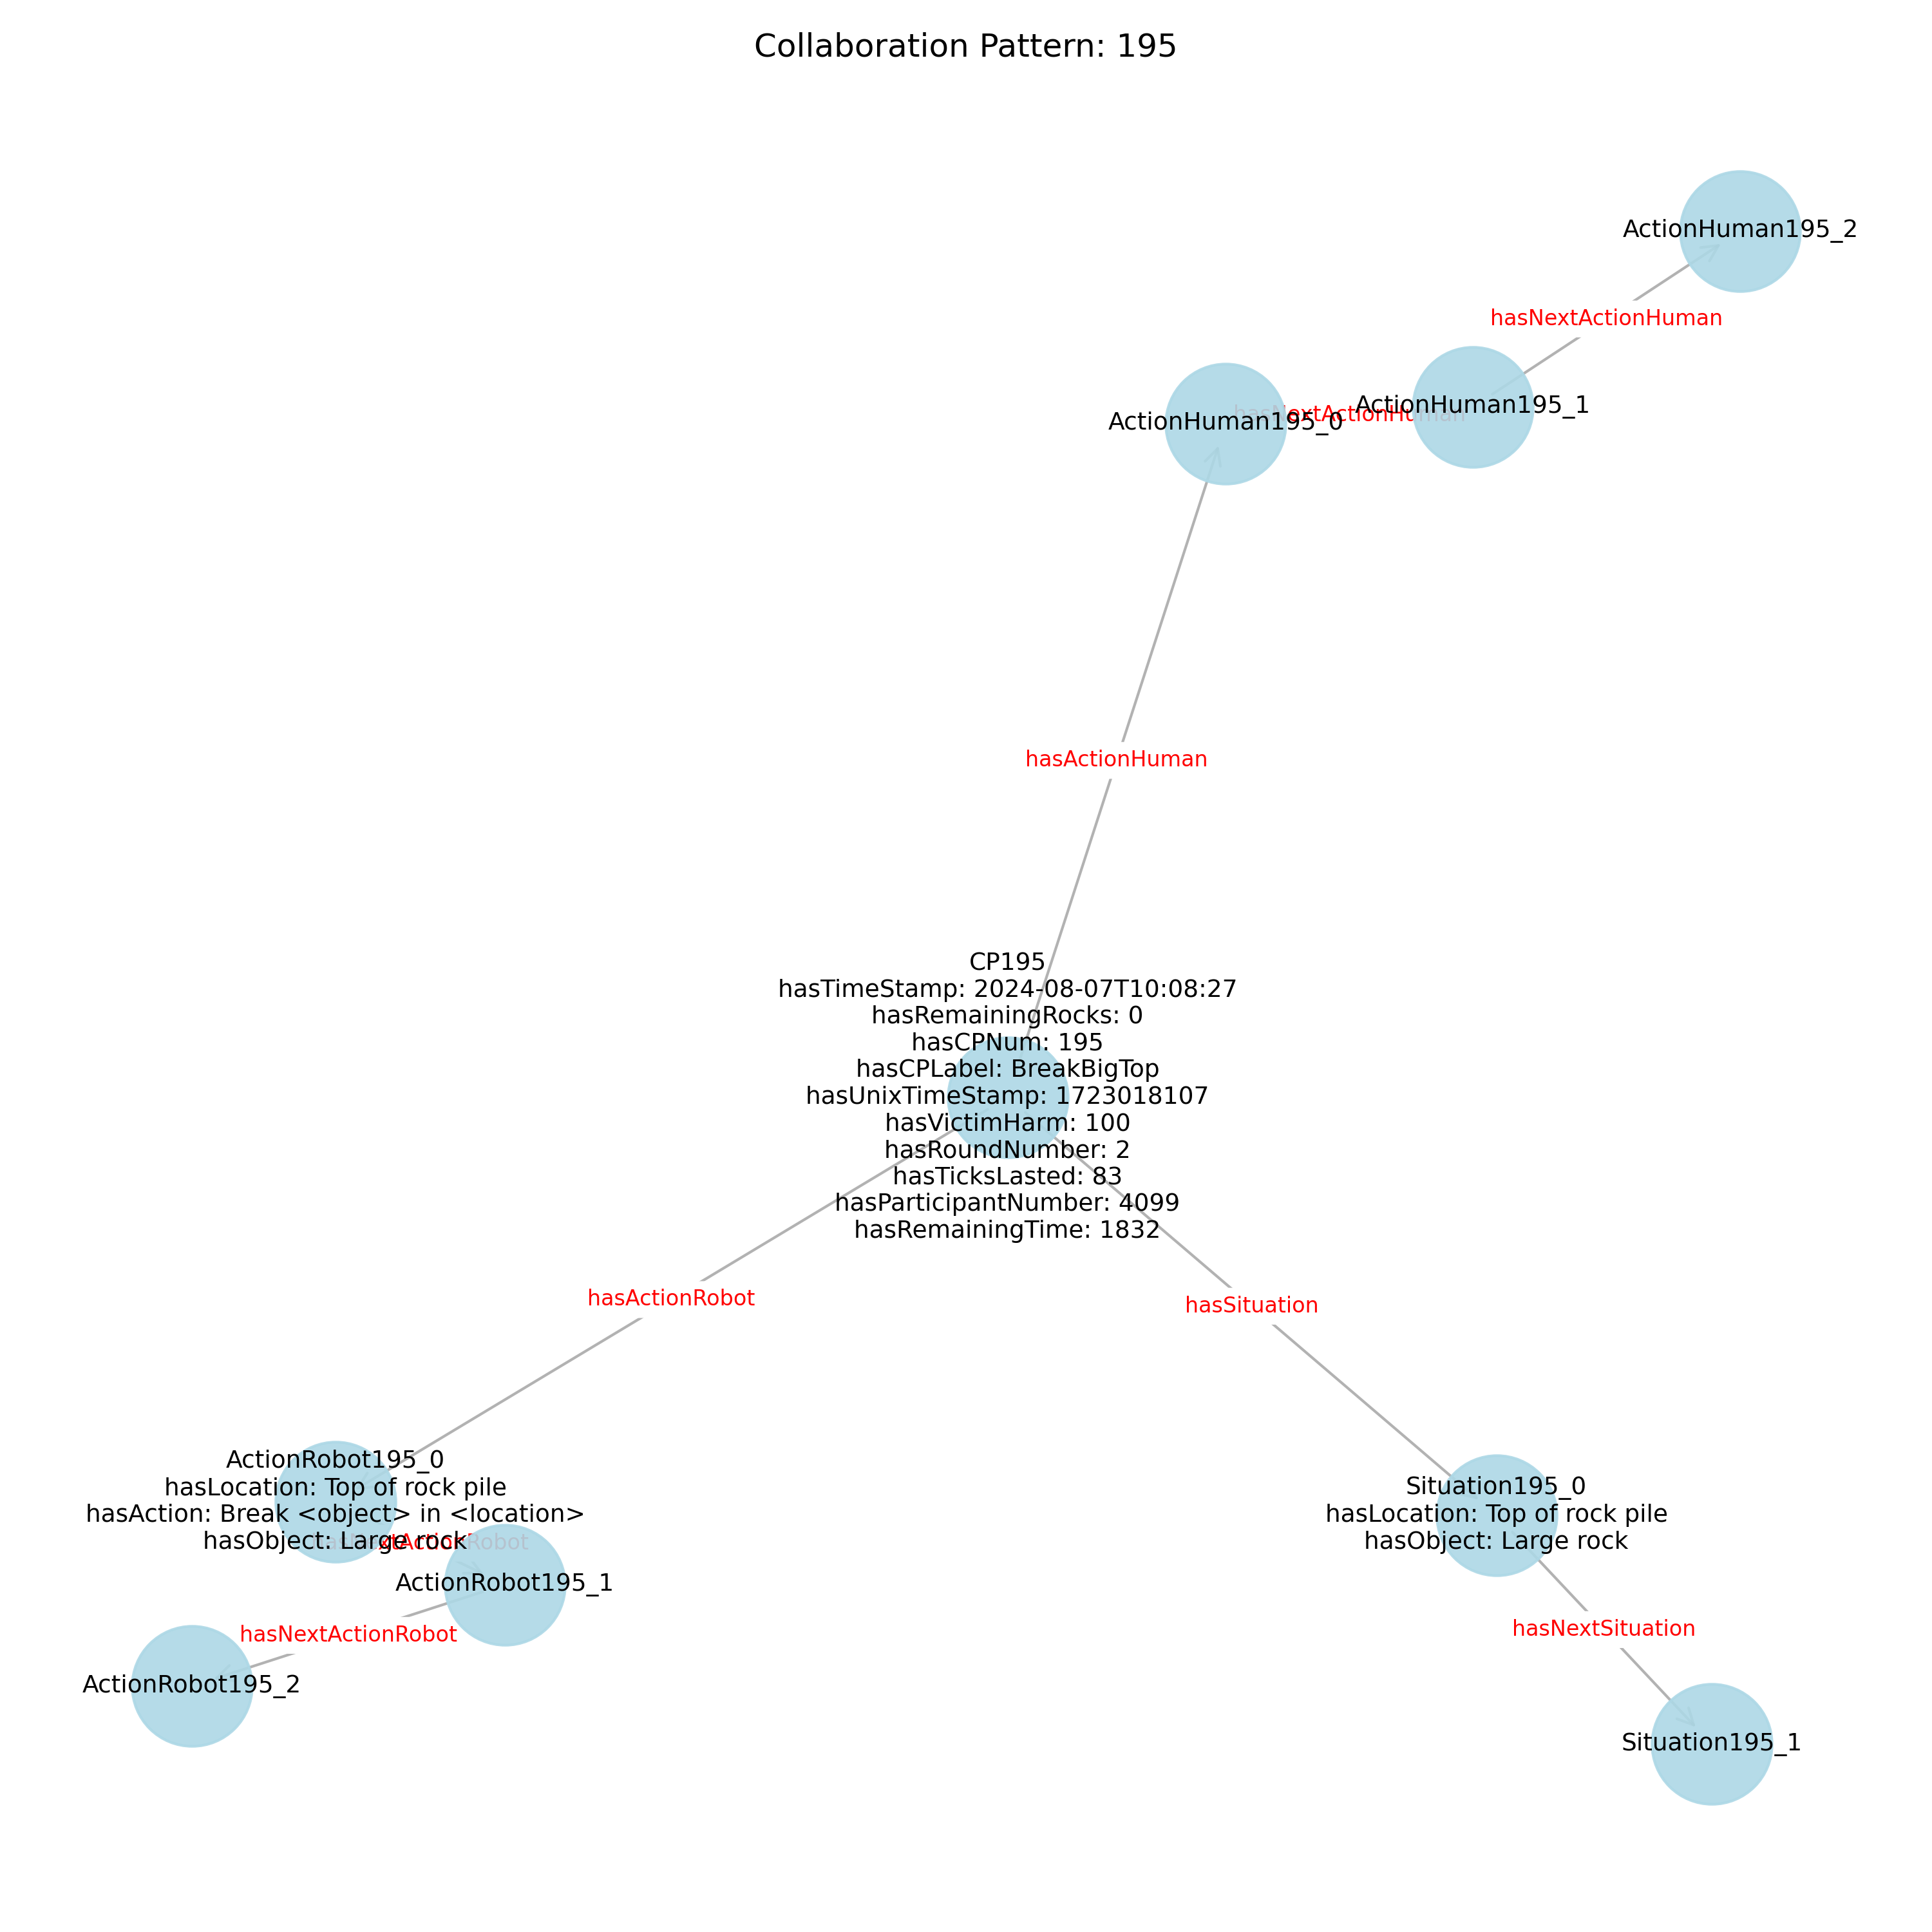 Collaboration Pattern: 195
ActionHuman195_2
hasNextActionHuman
ActionHuman195_1
hasNextActionHuman
ActionHuman195_0
hasActionHuman
CP195
hasTimeStamp: 2024-08-07T10:08:27
hasRemainingRocks: 0
hasCPNum: 195
hasCPLabel: BreakBigTop
hasUnixTimeStamp: 1723018107
hasVictimHarm: 100
hasRoundNumber: 2
hasTicksLasted: 83
hasParticipantNumber: 4099
hasRemainingTime: 1832
hasActionRobot
hasSituation
ActionRobot195_0
hasLocation: Top of rock pile
hasAction: Break <object> in <location>
hasObject: Large rock
hasNextActionRobot
ActionRobot195_1
hasNextActionRobot
ActionRobot195_2
Situation195_0
hasLocation: Top of rock pile
hasObject: Large rock
hasNextSituation
Situation195_1